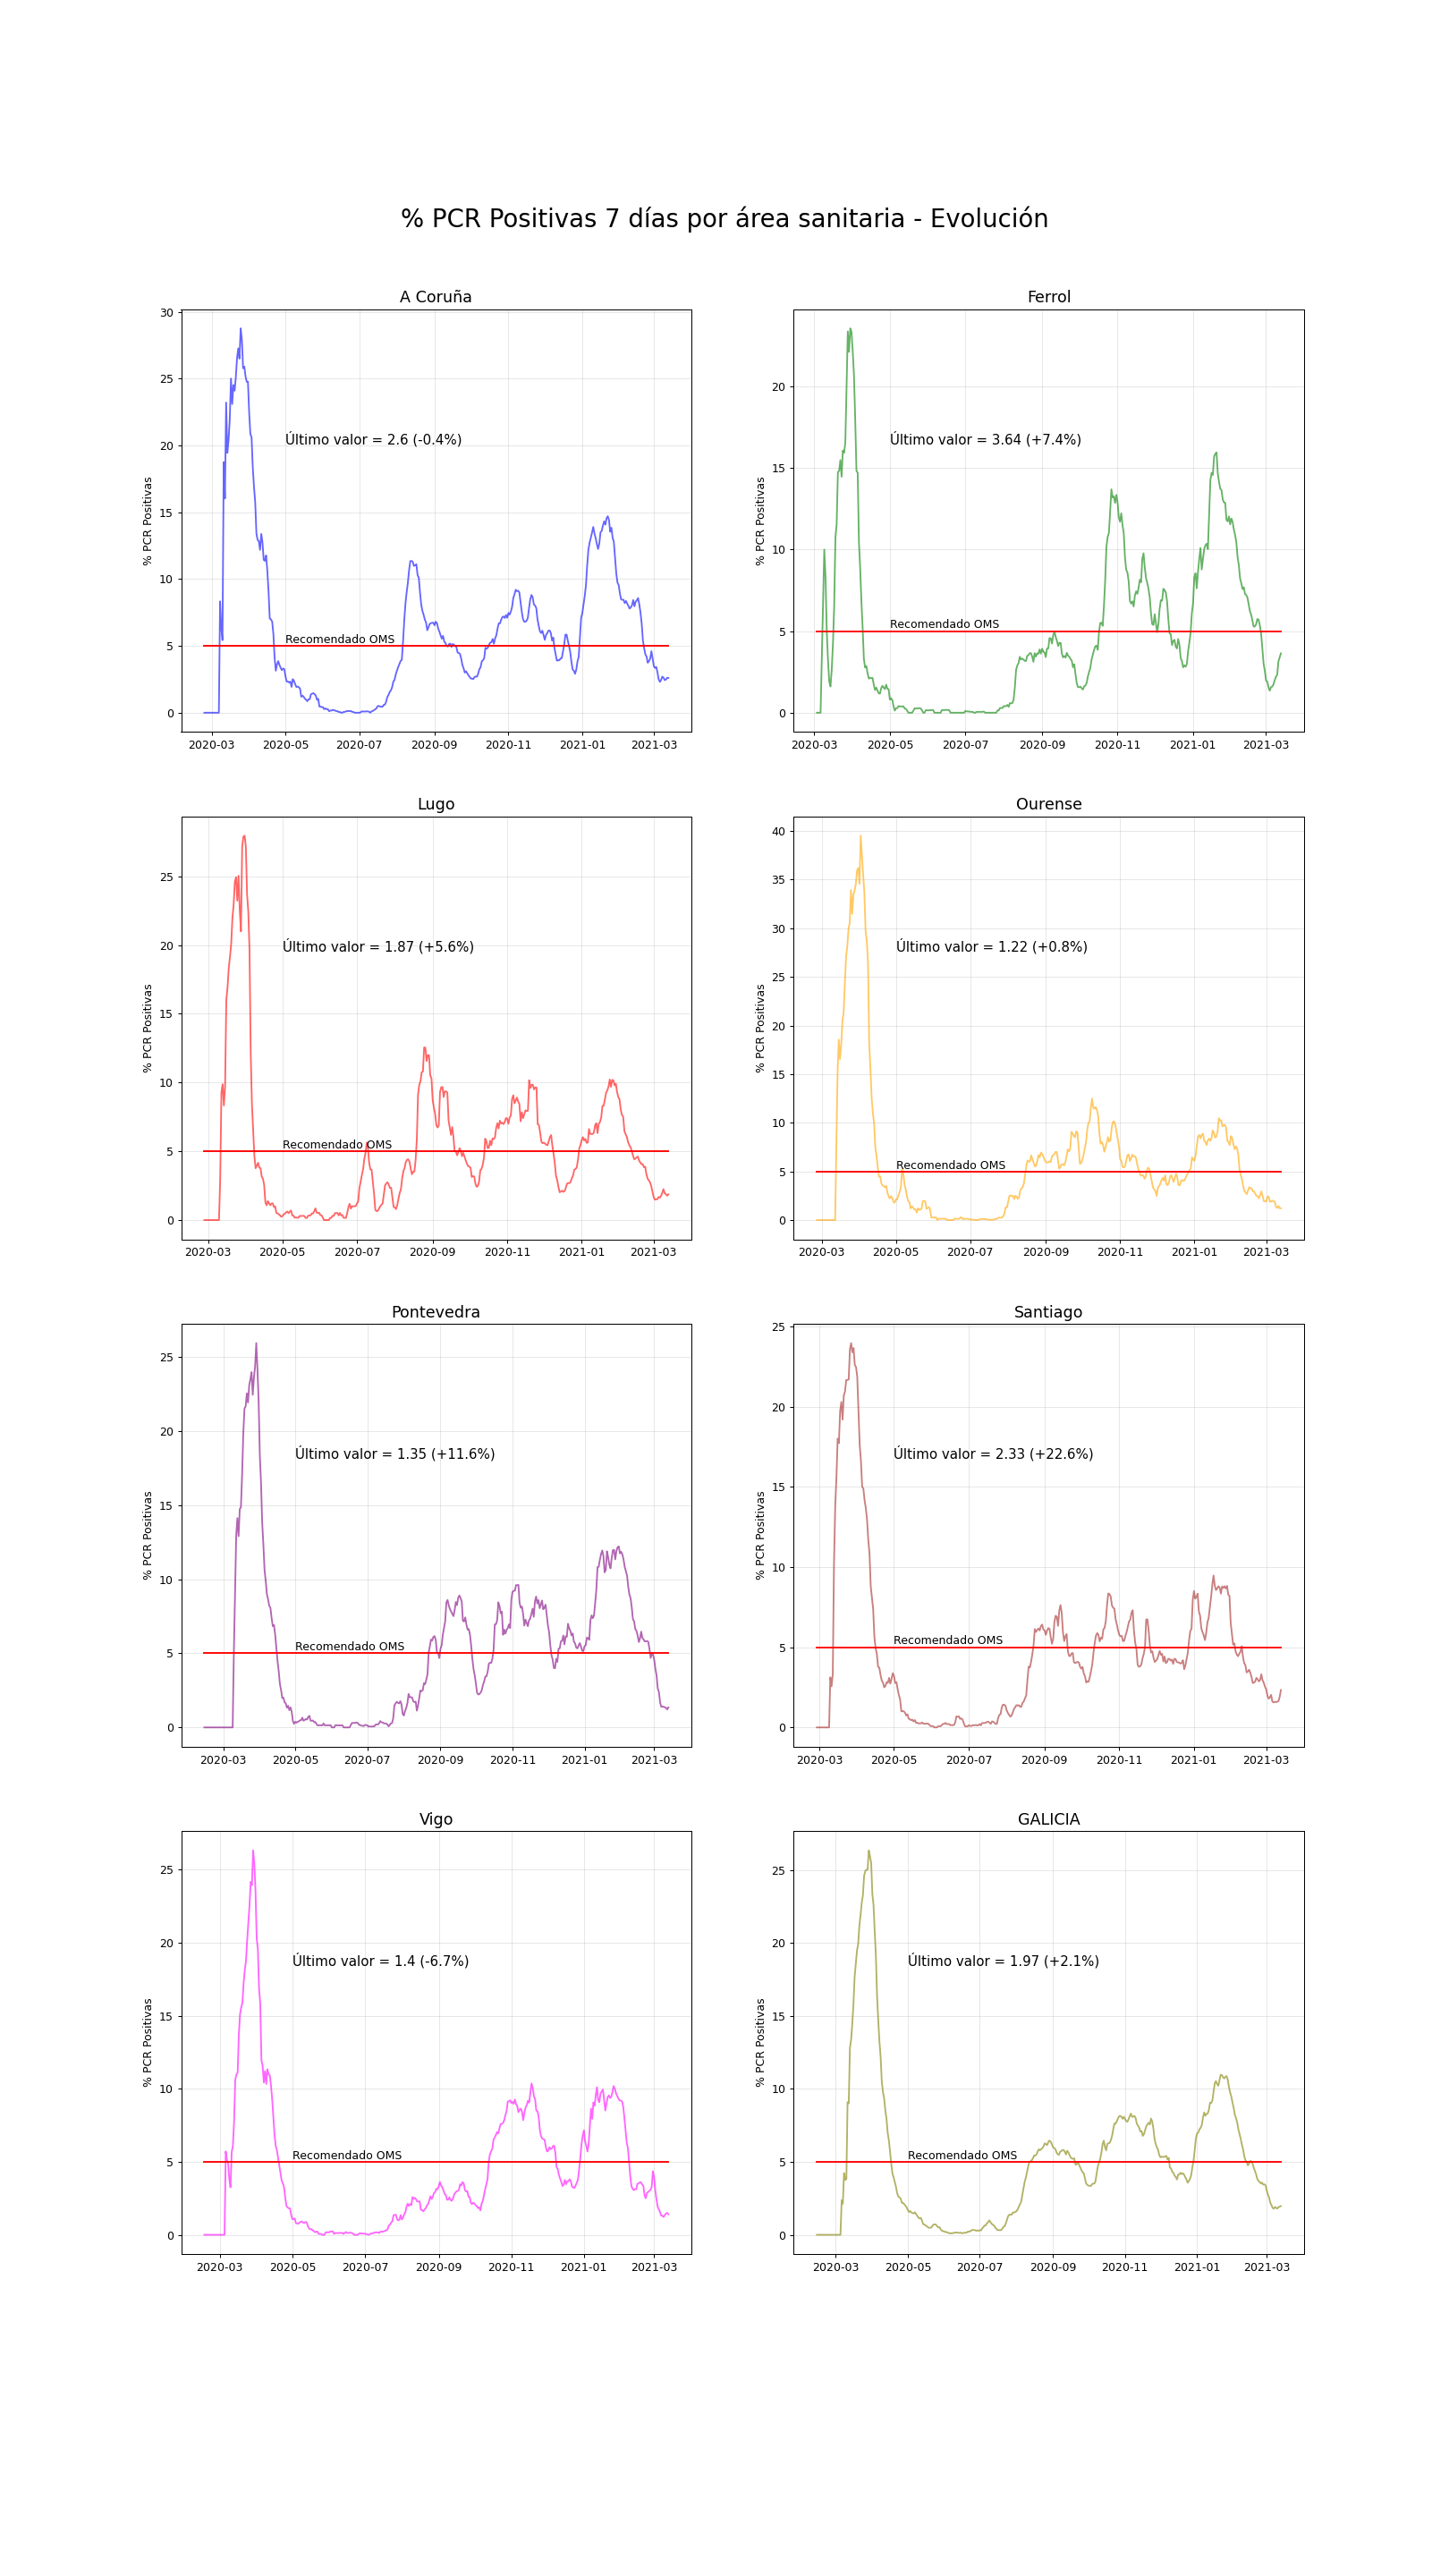 % PCR Positivas 7 días por área sanitaria - Evolución
A Coruña
30
25
20
15
10
5
0
% PCR Positivas
Último valor = 2.6 (-0.4%)
Recomendado OMS
2020-03 2020-05 2020-07 2020-09 2020-11 2021-01 2021-03
Ferrol
20
15
10
5
0
% PCR Positivas
Último valor = 3.64 (+7.4%)
Recomendado OMS
2020-03 2020-05 2020-07 2020-09 2020-11 2021-01 2021-03
Lugo
25
20
15
10
5
0
% PCR Positivas
Último valor = 1.87 (+5.6%)
Recomendado OMS
2020-03 2020-05 2020-07 2020-09 2020-11 2021-01 2021-03
Ourense
40
35
30
25
20
15
10
5
0
% PCR Positivas
Último valor = 1.22 (+0.8%)
Recomendado OMS
2020-03 2020-05 2020-07 2020-09 2020-11 2021-01 2021-03
Pontevedra
25
20
15
10
5
0
% PCR Positivas
Último valor = 1.35 (+11.6%)
Recomendado OMS
2020-03 2020-05 2020-07 2020-09 2020-11 2021-01 2021-03
Santiago
25
20
15
10
5
0
% PCR Positivas
Último valor = 2.33 (+22.6%)
Recomendado OMS
2020-03 2020-05 2020-07 2020-09 2020-11 2021-01 2021-03
Vigo
25
20
15
10
5
0
% PCR Positivas
Último valor = 1.4 (-6.7%)
Recomendado OMS
2020-03 2020-05 2020-07 2020-09 2020-11 2021-01 2021-03
GALICIA
25
20
15
10
5
0
% PCR Positivas
Último valor = 1.97 (+2.1%)
Recomendado OMS
2020-03 2020-05 2020-07 2020-09 2020-11 2021-01 2021-03